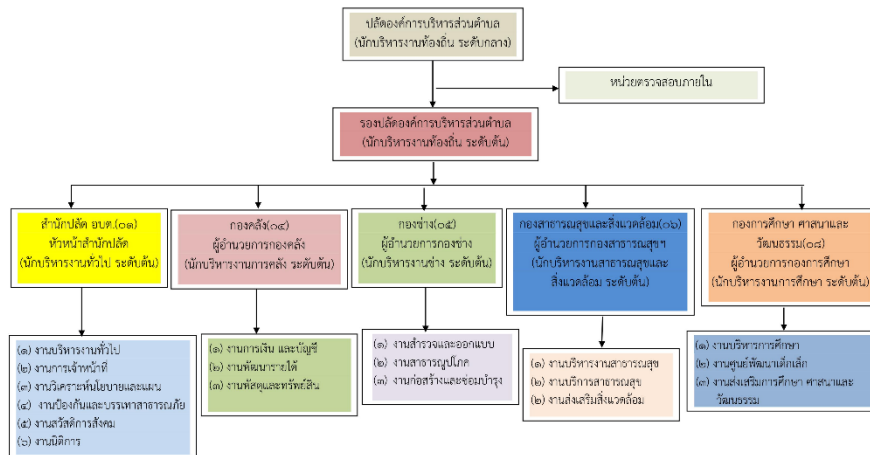 ปลัดองค์การบริหารส่วนตำบล
(นักบริหารงานท้องถิ่น ระดับกลาง)
หน่วยตรวจสอบภายใน
รองปลัดองค์การบริหารส่วนตำบล
(นักบริหารงานท้องถิ่น ระดับต้น)
สำนักปลัด อบต.(๐๑)
หัวหน้าสำนักปลัด
(นักบริหารงานทั่วไป ระดับต้น)
กองคลัง(๐๔)
ผู้อำนวยการกองคลัง
(นักบริหารงานการคลัง ระดับต้น)
กองช่าง(๐๕)
ผู้อำนวยการกองช่าง
(นักบริหารงานช่าง ระดับต้น)
กองสาธารณสุขและสิ่งแวดล้อม(๐๖)
ผู้อำนวยการกองสาธารณสุขฯ
(นักบริหารงานสาธารณสุขและ
สิ่งแวดล้อม ระดับต้น)
กองการศึกษา ศาสนาและ
วัฒนธรรม(๐๘)
ผู้อำนวยการกองการศึกษา
(นักบริหารงานการศึกษา ระดับต้น)
(๑) งานบริหารงานทั่วไป
(๒) งานการเจ้าหน้าที่
(๓) งานวิเคราะห์นโยบายและแผน
(๔) งานป้องกันและบรรเทาสาธารณภัย
(๕) งานสวัสดิการสังคม
(๖) งานนิติการ
(๑) งานการเงิน และบัญชี
(๒) งานพัฒนารายได้
(๓) งานพัสดุและทรัพย์สิน
(๑) งานสำรวจและออกแบบ
(๒) งานสาธารณูปโภค
(๓) งานก่อสร้างและซ่อมบำรุง
(๑) งานบริหารงานสาธารณสุข
(๒) งานบริการสาธารณสุข
(๒) งานส่งเสริมสิ่งแวดล้อม
(๑) งานบริหารการศึกษา
(๒) งานศูนย์พัฒนาเด็กเล็ก
(๓) งานส่งเสริมการศึกษา ศาสนาและ
วัฒนธรรม